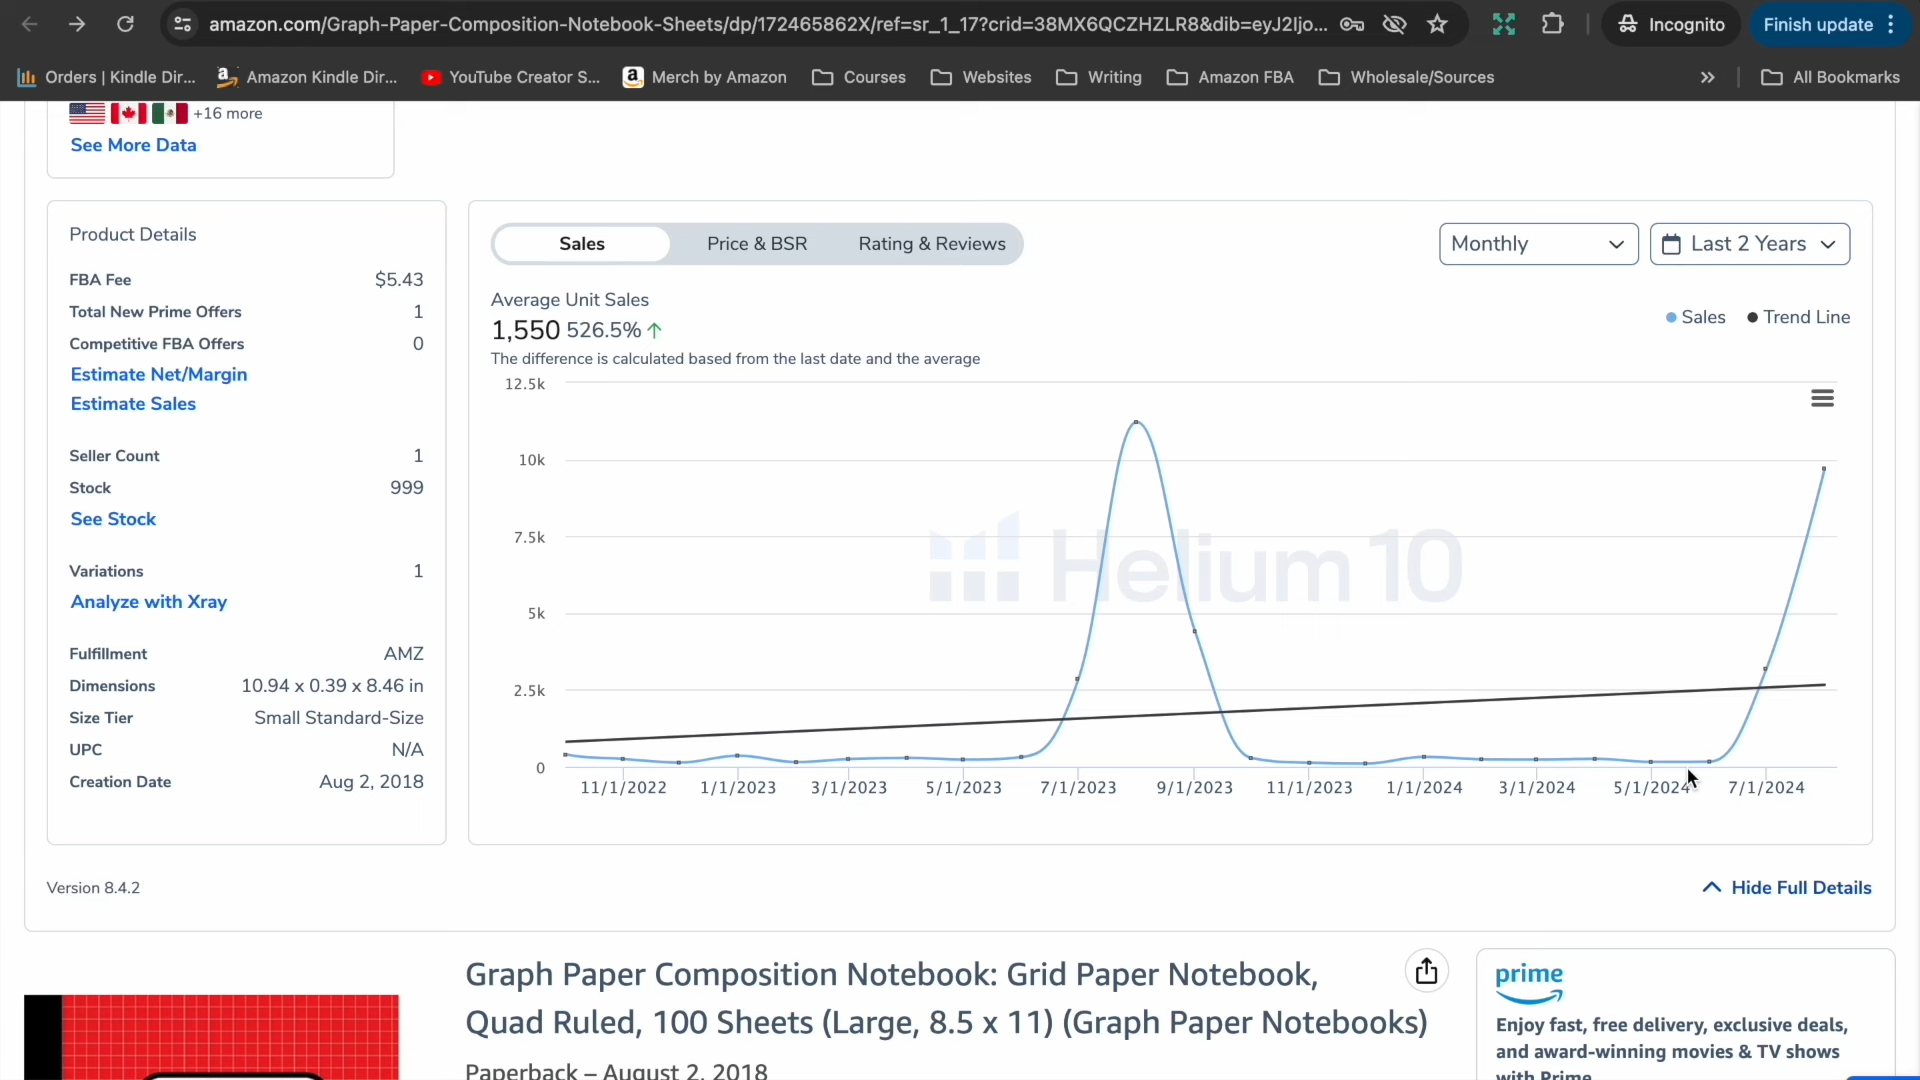 amazon.com/Graph-Paper-Composition-Notebook-Sheets/dp/172465862X/ref=sr_1_17?crid=38MX6QCZHZLR8&dib=eyJ2Ijo...
Incognito
Finish update
Orders | Kindle Dir...
Amazon Kindle Dir...
YouTube Creator S...
Merch by Amazon
Courses
Websites
Writing
Amazon FBA
Wholesale/Sources
»
All Bookmarks
+16 more
See More Data
Product Details
FBA Fee $5.43
Total New Prime Offers 1
Competitive FBA Offers 0
Estimate Net/Margin
Estimate Sales
Seller Count 1
Stock 999
See Stock
Variations 1
Analyze with Xray
Fulfillment AMZ
Dimensions 10.94 x 0.39 x 8.46 in
Size Tier Small Standard-Size
UPC N/A
Creation Date Aug 2, 2018
Sales Price & BSR Rating & Reviews
Monthly Last 2 Years
Average Unit Sales
1,550 526.5% ↑
The difference is calculated based from the last date and the average
Sales Trend Line
12.5k
10k
7.5k
5k
2.5k
0
Helium 10
11/1/2022 1/1/2023 3/1/2023 5/1/2023 7/1/2023 9/1/2023 11/1/2023 1/1/2024 3/1/2024 5/1/2024 7/1/2024
Version 8.4.2
Hide Full Details
Graph Paper Composition Notebook: Grid Paper Notebook,
Quad Ruled, 100 Sheets (Large, 8.5 x 11) (Graph Paper Notebooks)
Paperback – August 2, 2018
prime
Enjoy fast, free delivery, exclusive deals,
and award-winning movies & TV shows
with Prime